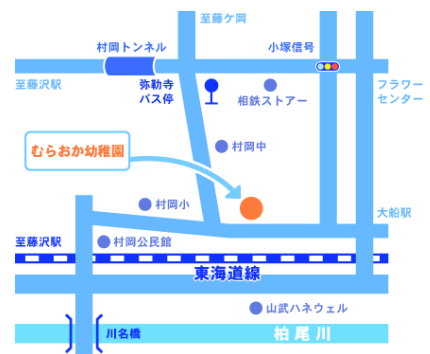 至藤ケ岡
村岡トンネル
小塚信号
至藤沢駅
弥勒寺
バス停
相鉄ストアー
フラワー
センター
村岡中
むらおか幼稚園
村岡小
大船駅
至藤沢駅
村岡公民館
東海道線
山武ハネウェル
川名橋
柏尾川